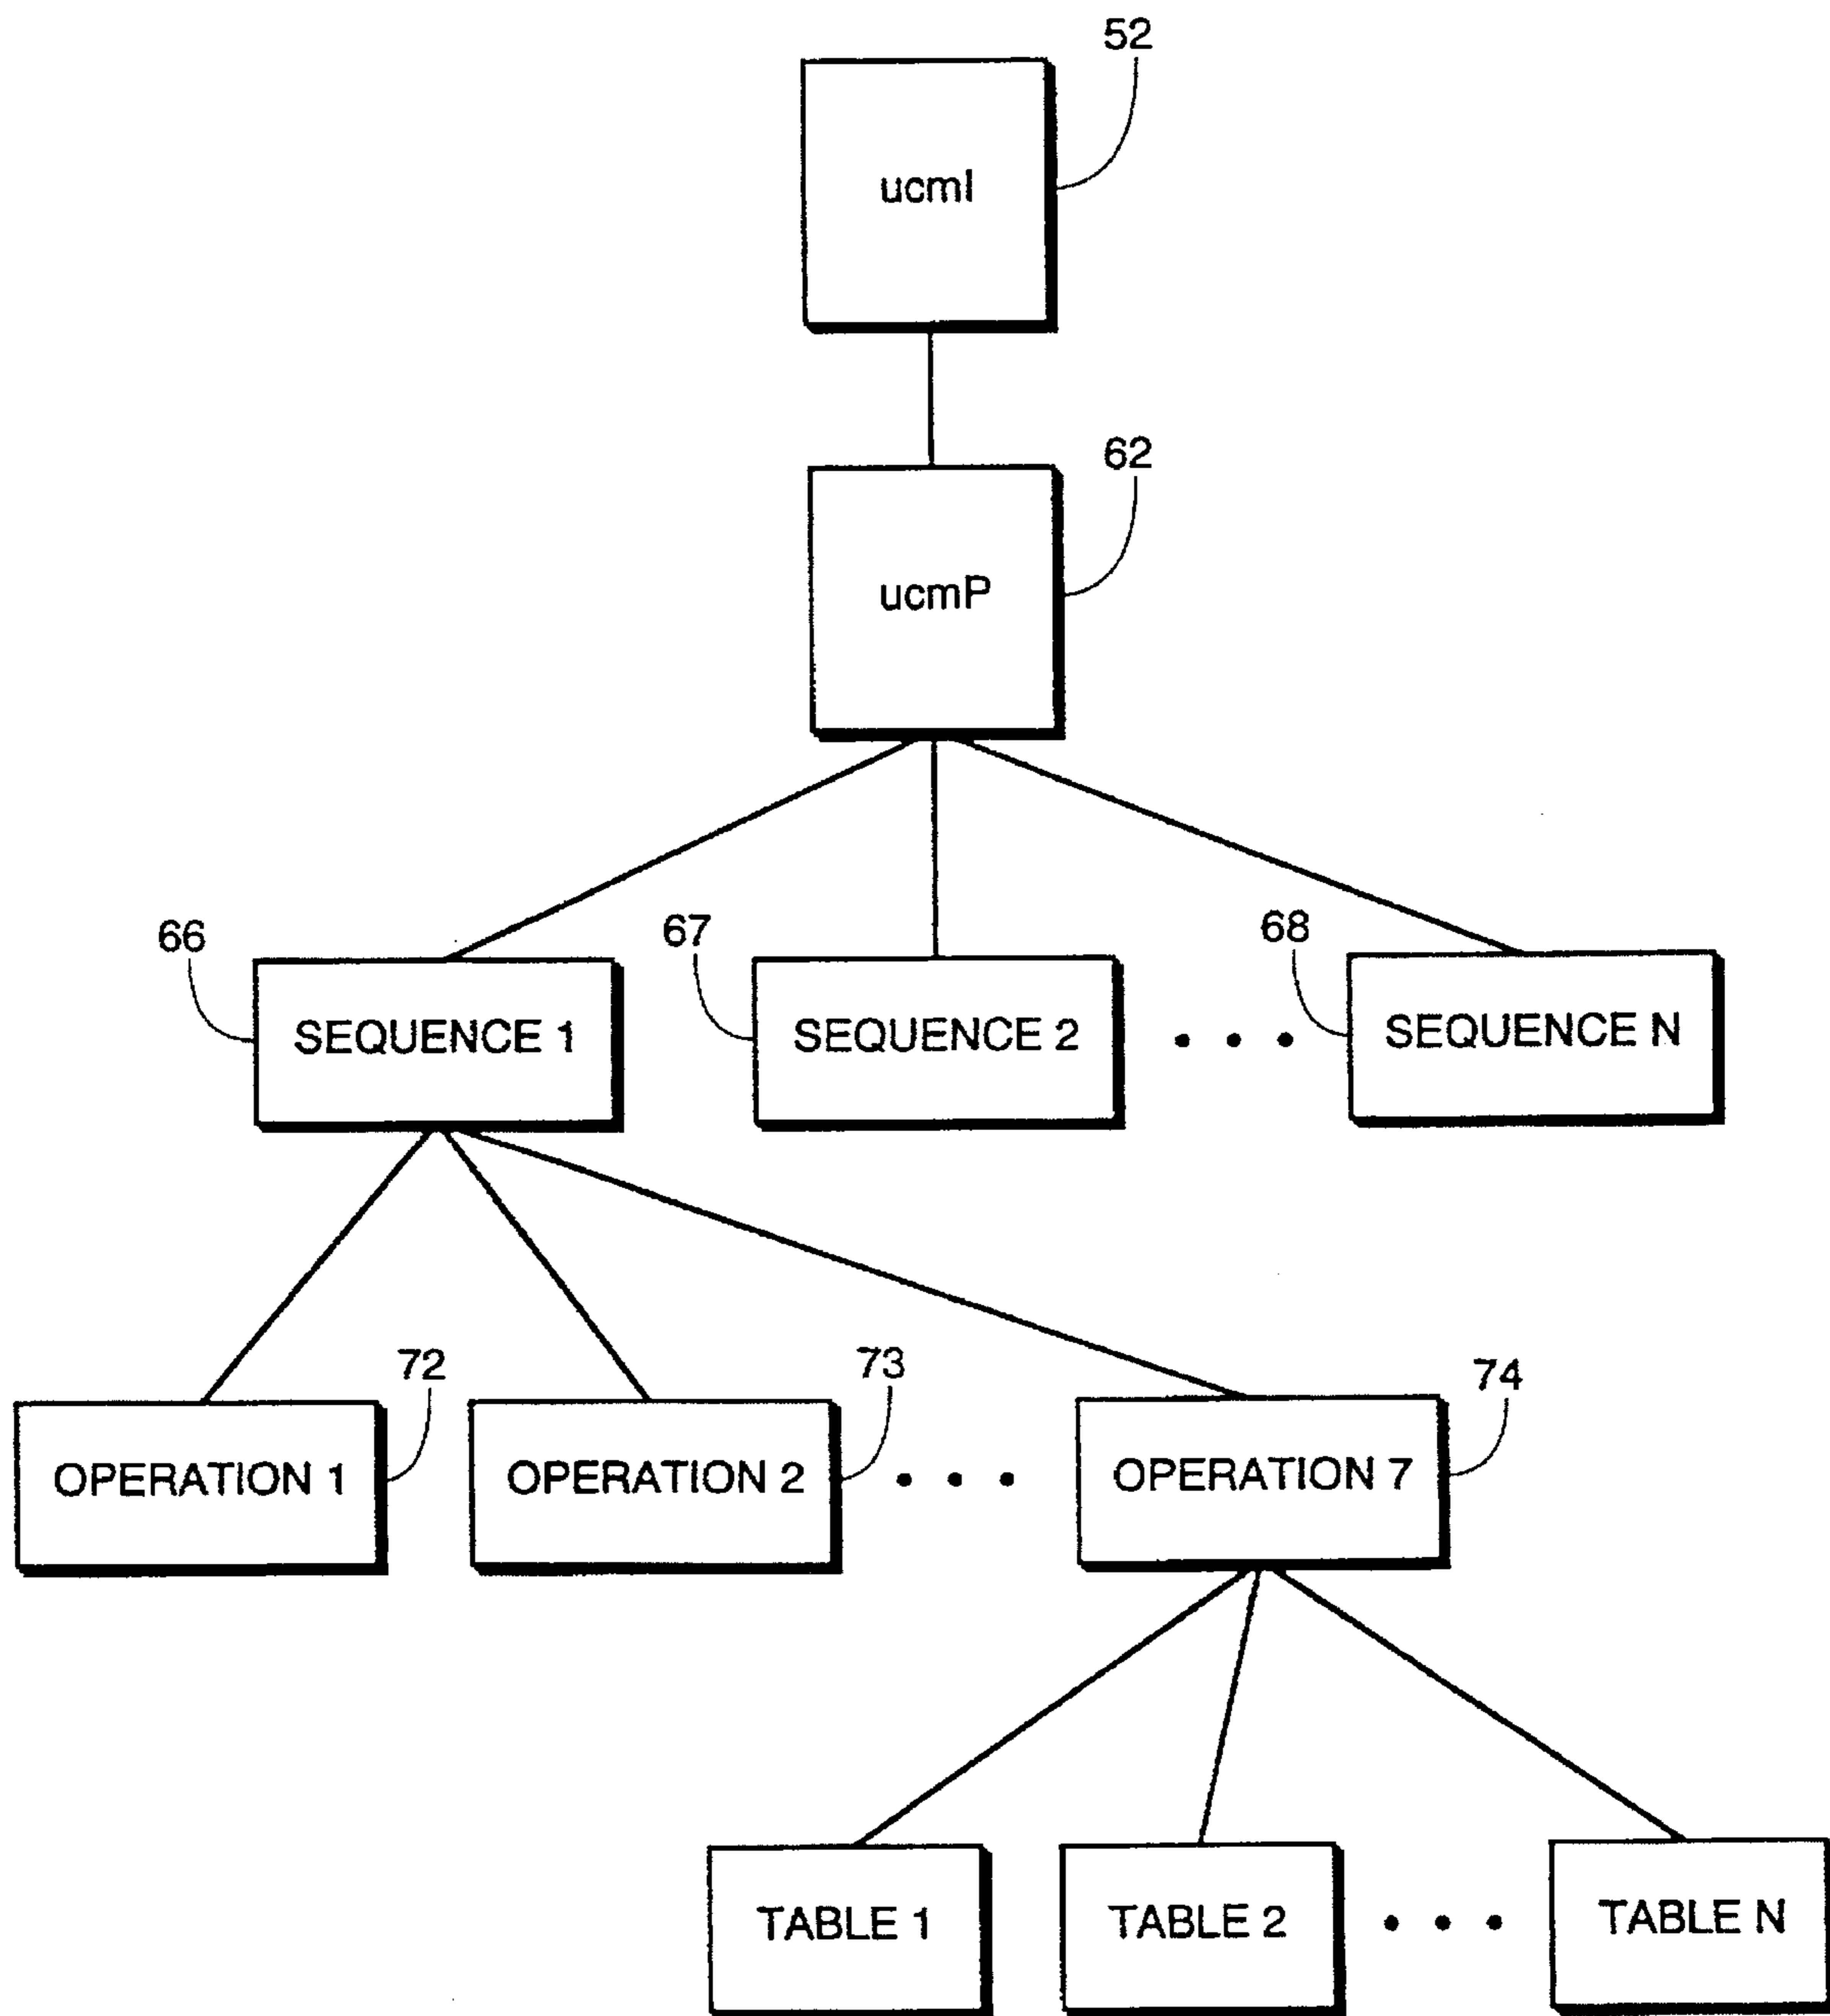 52
ucmI
62
ucmP
66
67
68
SEQUENCE 1
SEQUENCE 2
• • •
SEQUENCE N
72
73
74
OPERATION 1
OPERATION 2
• • •
OPERATION 7
TABLE 1
TABLE 2
• • •
TABLE N